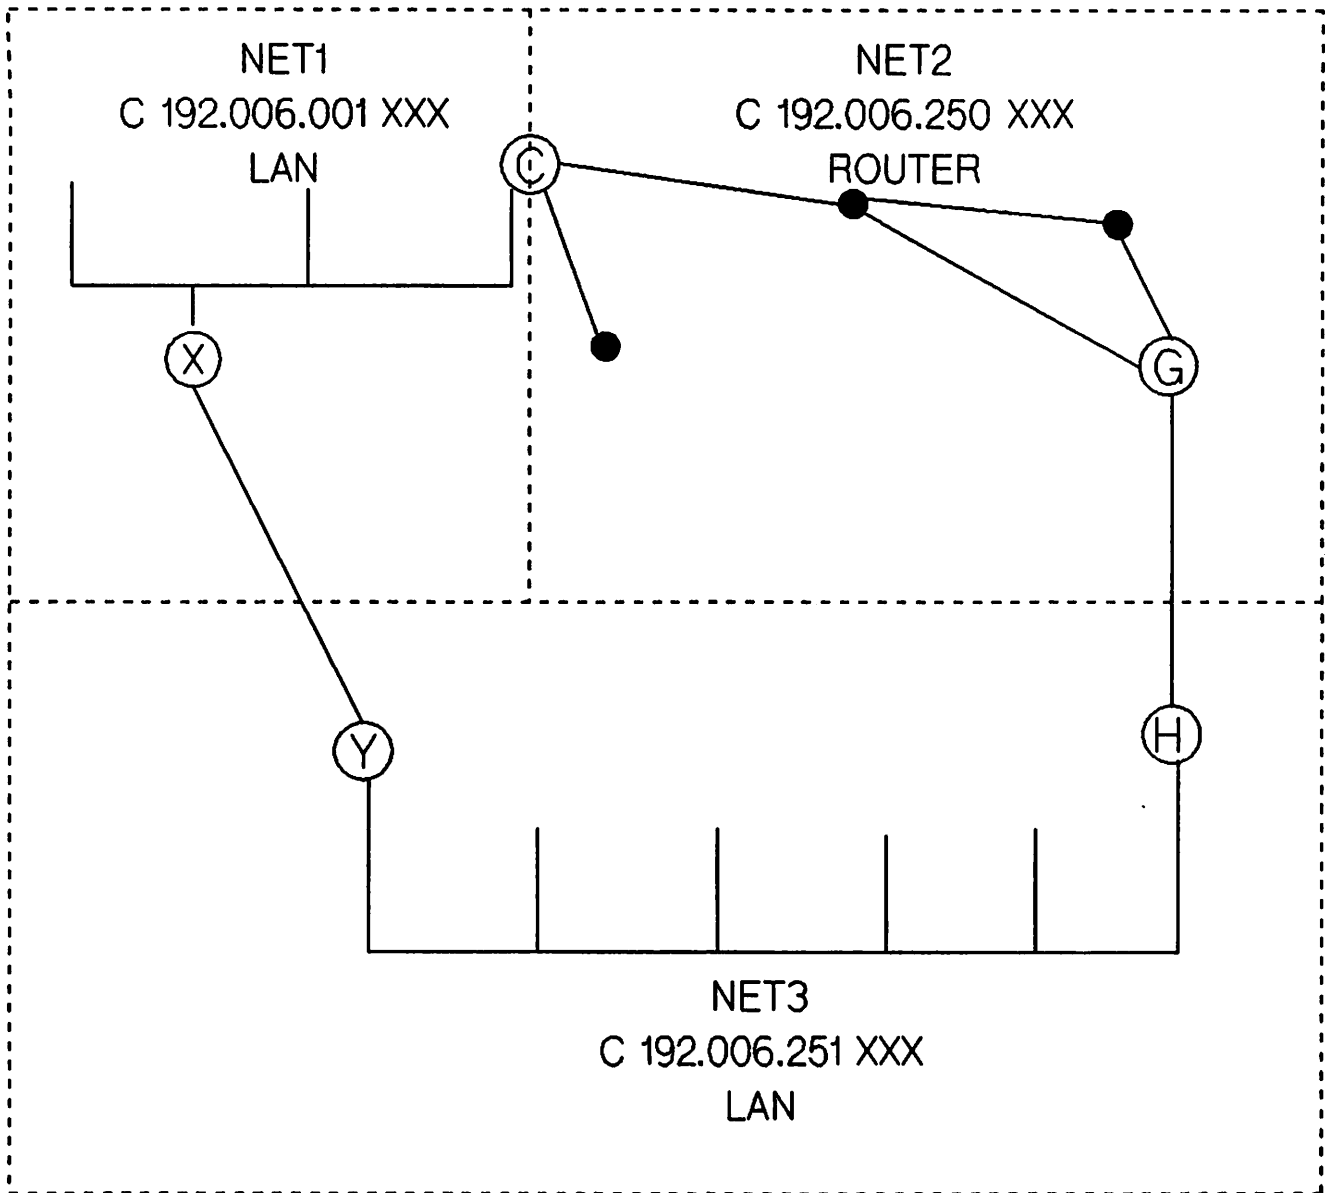 NET1
C 192.006.001 XXX
LAN
NET2
C 192.006.250 XXX
ROUTER
C
X
G
Y
H
NET3
C 192.006.251 XXX
LAN